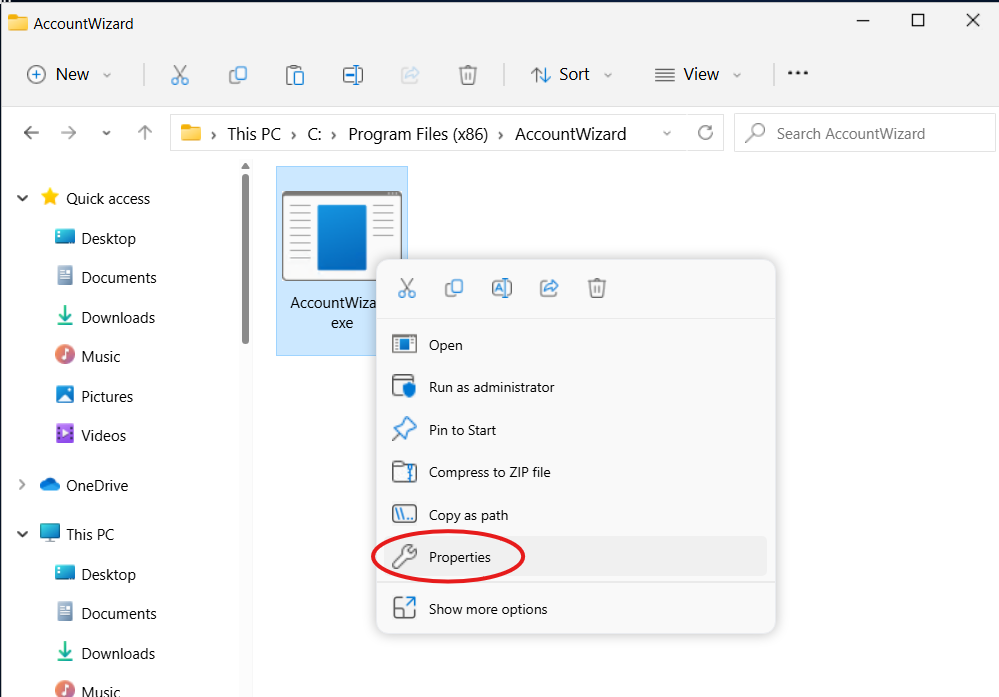 AccountWizard
New
Sort
View
This PC > C: > Program Files (x86) > AccountWizard
Search AccountWizard
Quick access
Desktop
Documents
Downloads
Music
Pictures
Videos
OneDrive
This PC
Desktop
Documents
Downloads
Music
AccountWiza
exe
Open
Run as administrator
Pin to Start
Compress to ZIP file
Copy as path
Properties
Show more options